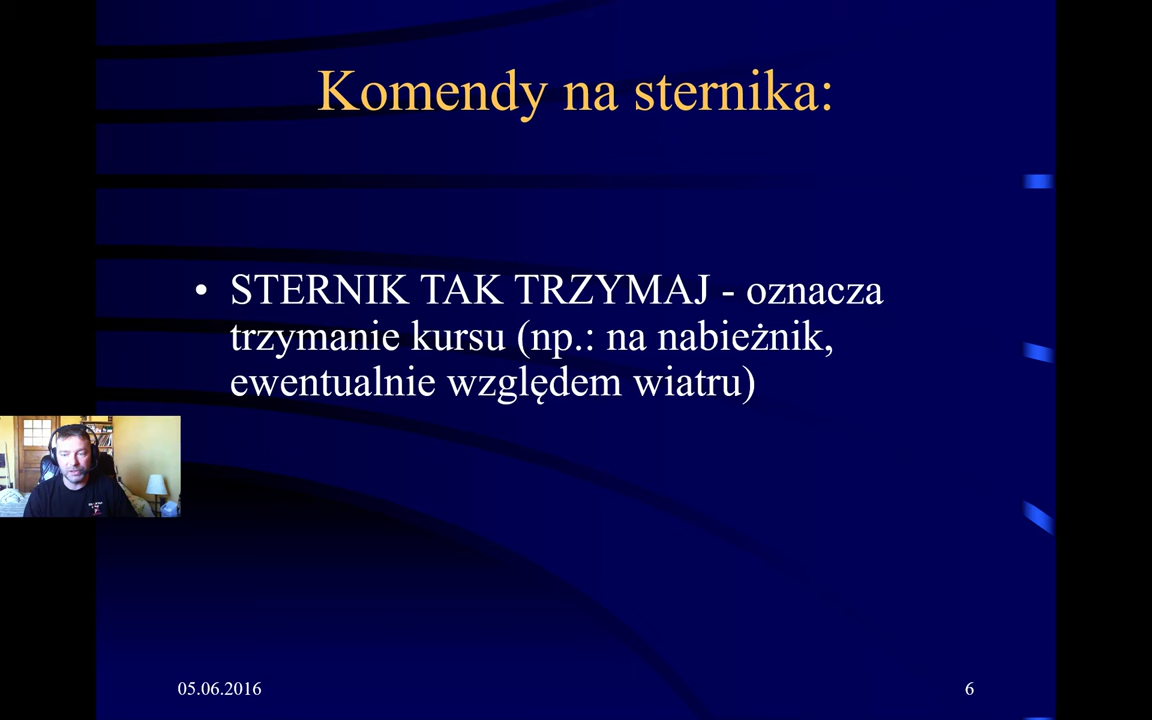 Komendy na sternika:
• STERNIK TAK TRZYMAJ - oznacza
trzymanie kursu (np.: na nabieżnik,
ewentualnie względem wiatru)
05.06.2016
6